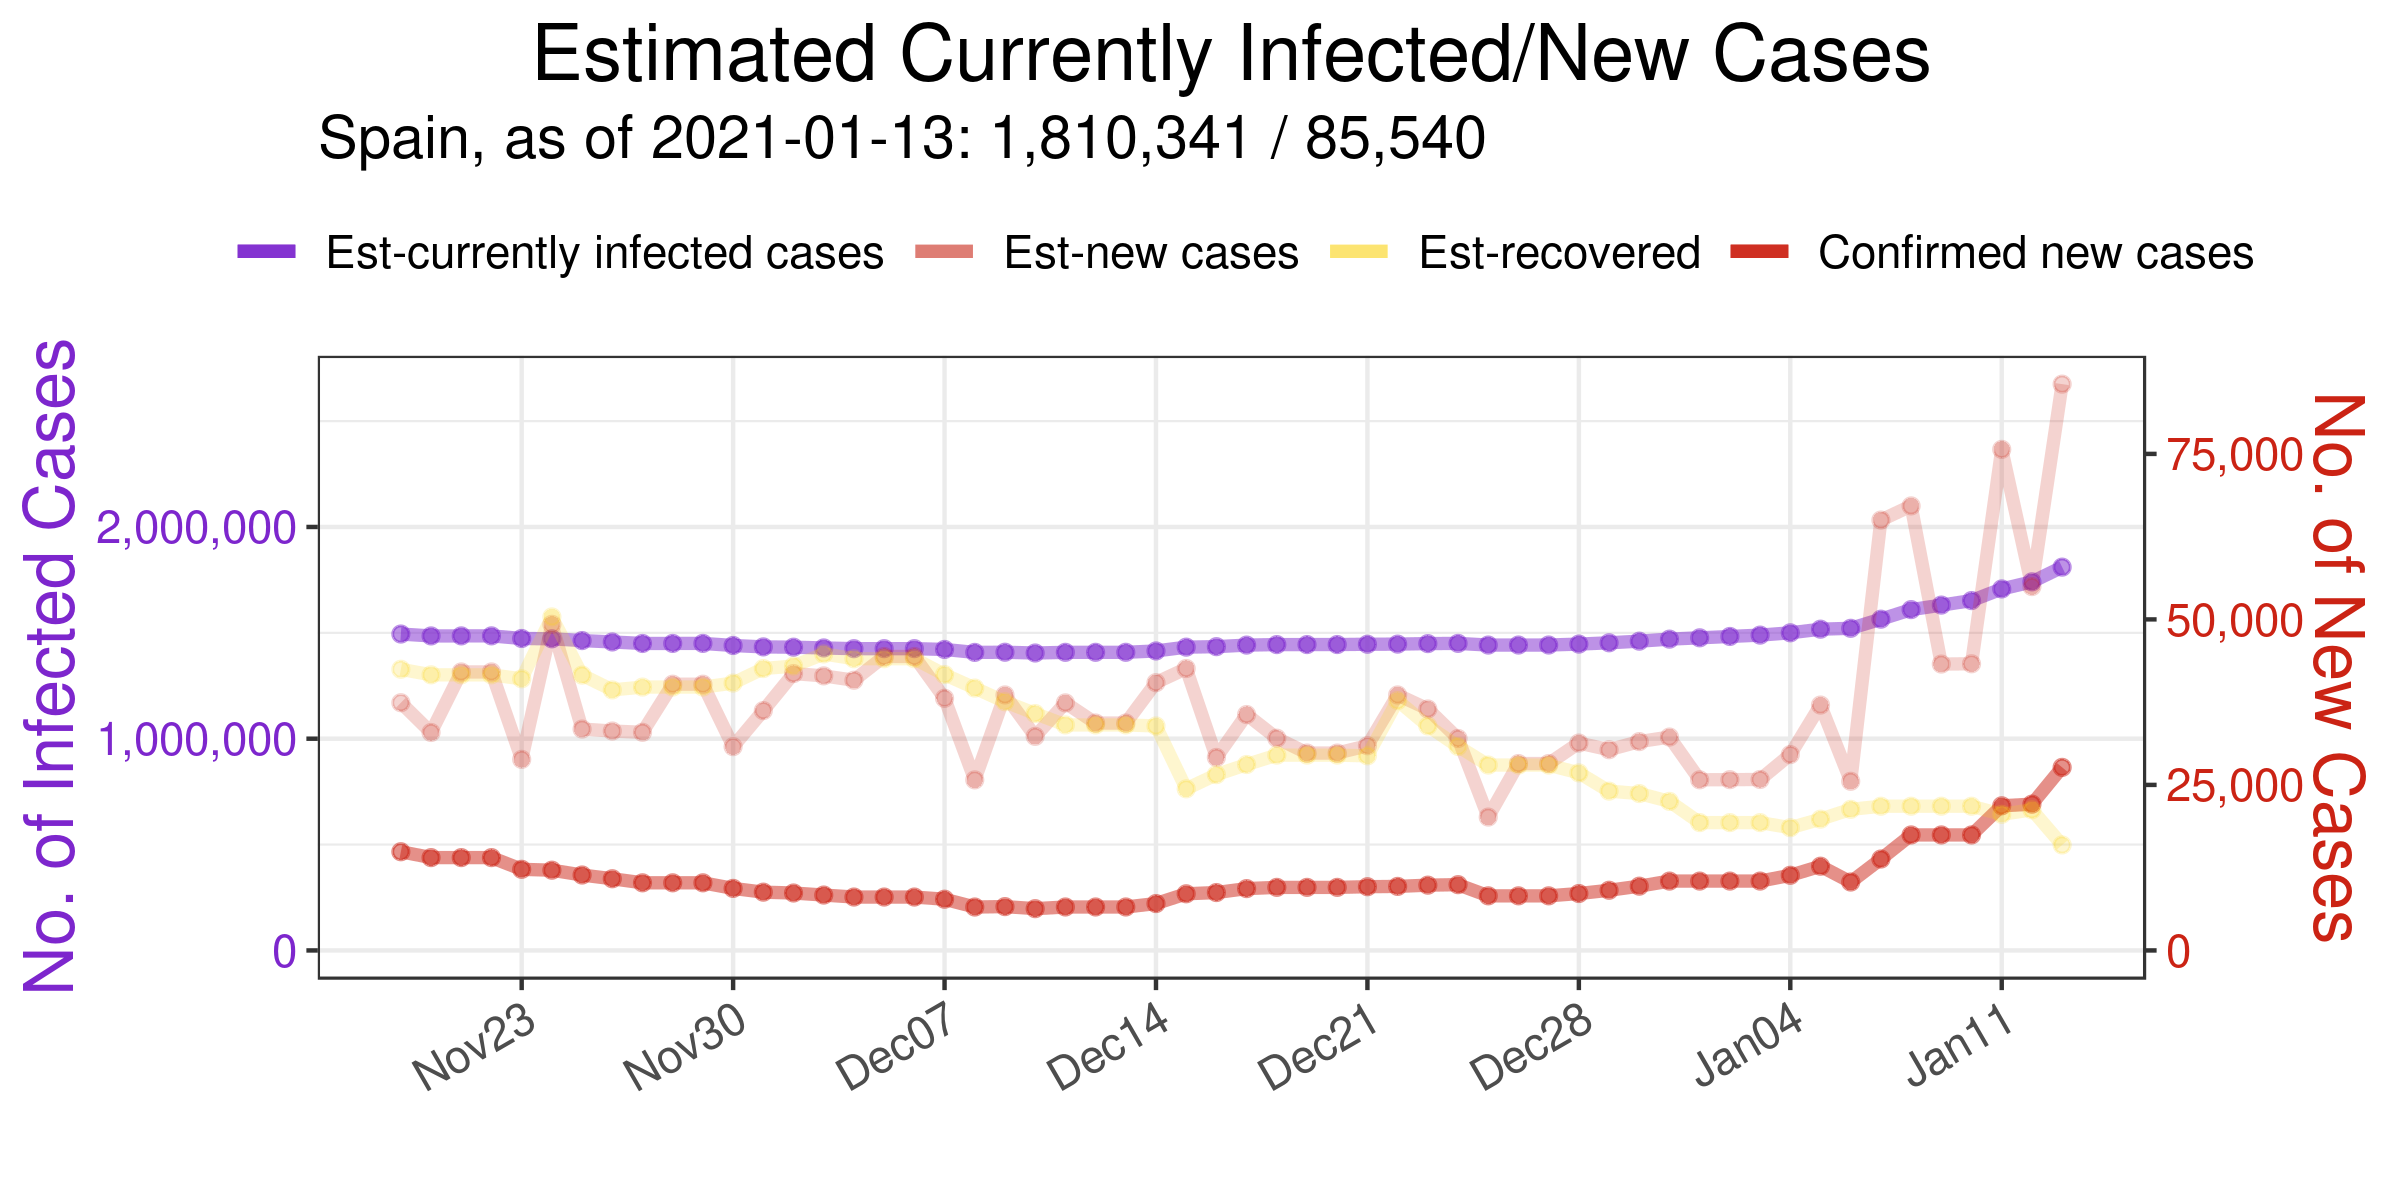 Estimated Currently Infected/New Cases
Spain, as of 2021-01-13: 1,810,341 / 85,540
Est-currently infected cases Est-new cases Est-recovered Confirmed new cases
No. of Infected Cases
2,000,000
1,000,000
0
75,000
50,000
25,000
0
No. of New Cases
Nov23 Nov30 Dec07 Dec14 Dec21 Dec28 Jan04 Jan11